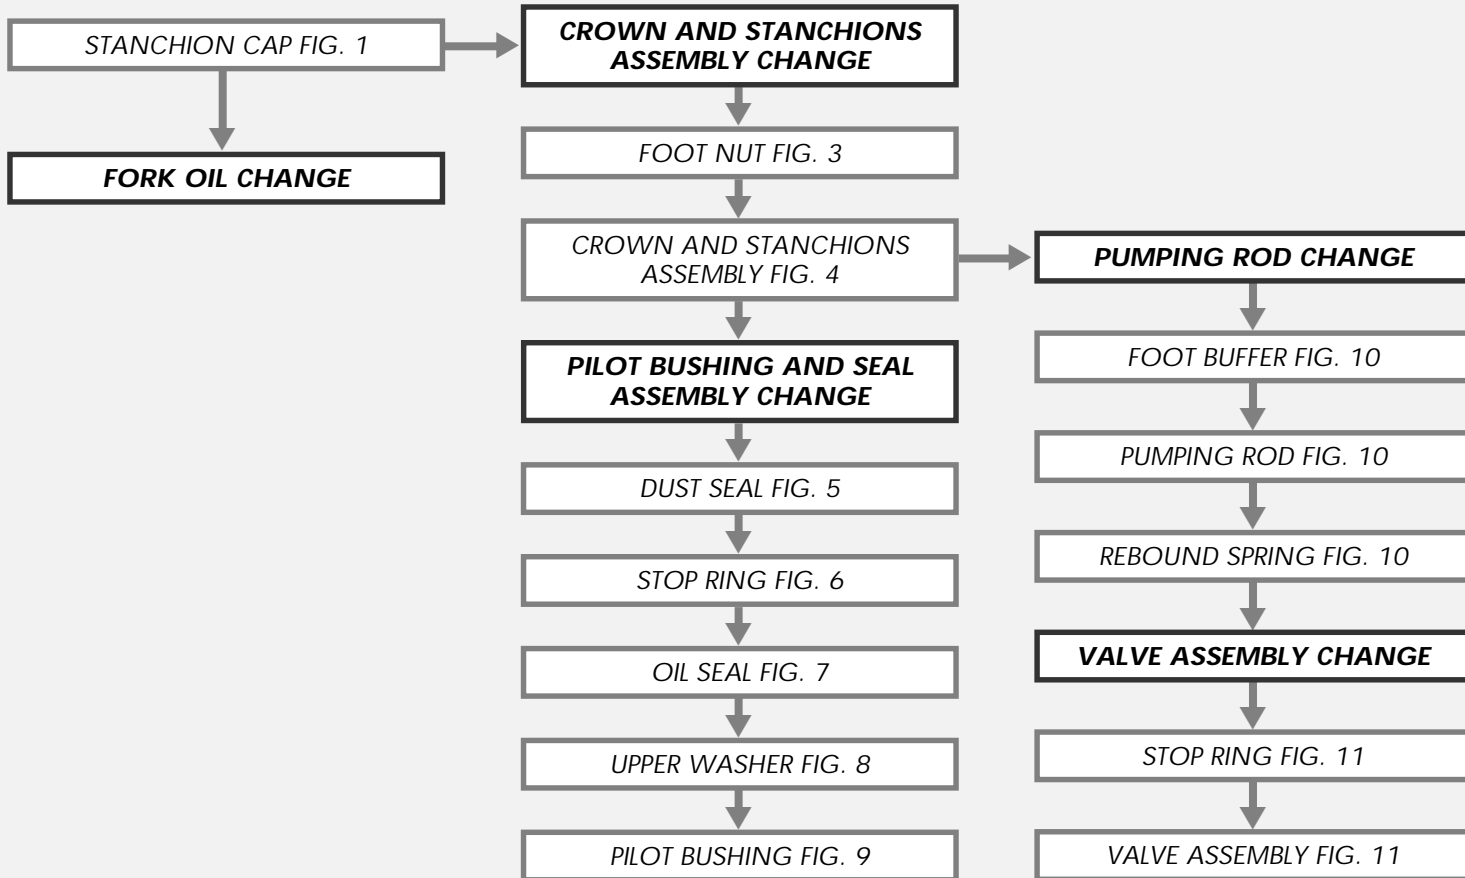 STANCHION CAP FIG. 1
FORK OIL CHANGE
CROWN AND STANCHIONS
ASSEMBLY CHANGE
FOOT NUT FIG. 3
CROWN AND STANCHIONS
ASSEMBLY FIG. 4
PILOT BUSHING AND SEAL
ASSEMBLY CHANGE
DUST SEAL FIG. 5
STOP RING FIG. 6
OIL SEAL FIG. 7
UPPER WASHER FIG. 8
PILOT BUSHING FIG. 9
PUMPING ROD CHANGE
FOOT BUFFER FIG. 10
PUMPING ROD FIG. 10
REBOUND SPRING FIG. 10
VALVE ASSEMBLY CHANGE
STOP RING FIG. 11
VALVE ASSEMBLY FIG. 11